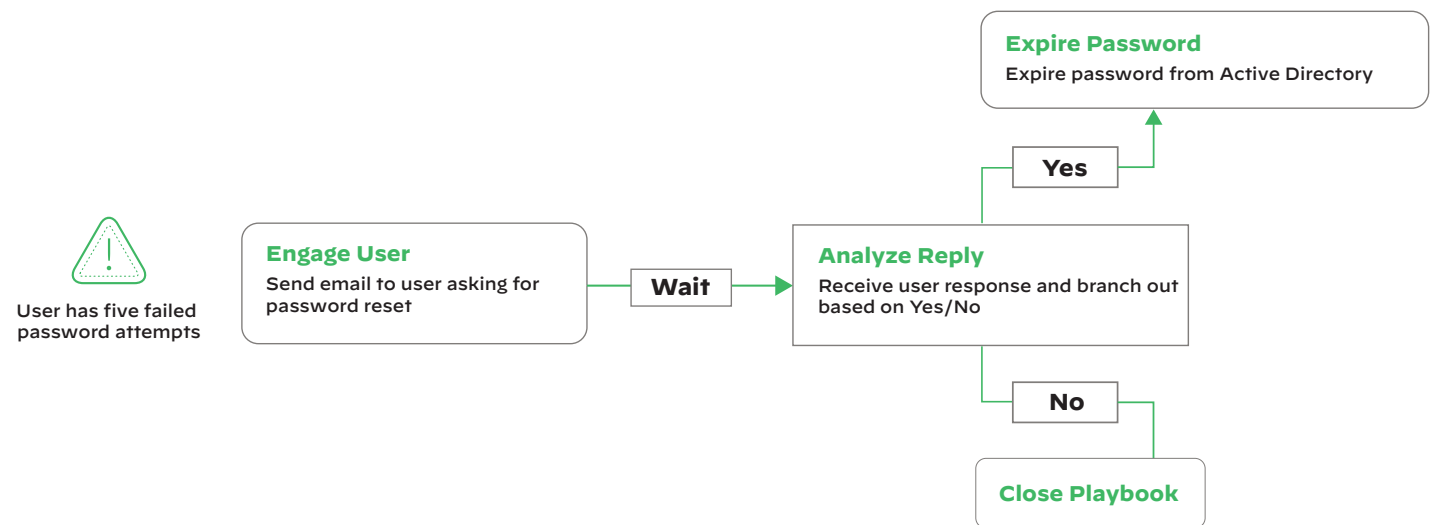 Expire Password
Expire password from Active Directory
Yes
User has five failed
password attempts
Engage User
Send email to user asking for
password reset
Wait
Analyze Reply
Receive user response and branch out
based on Yes/No
No
Close Playbook